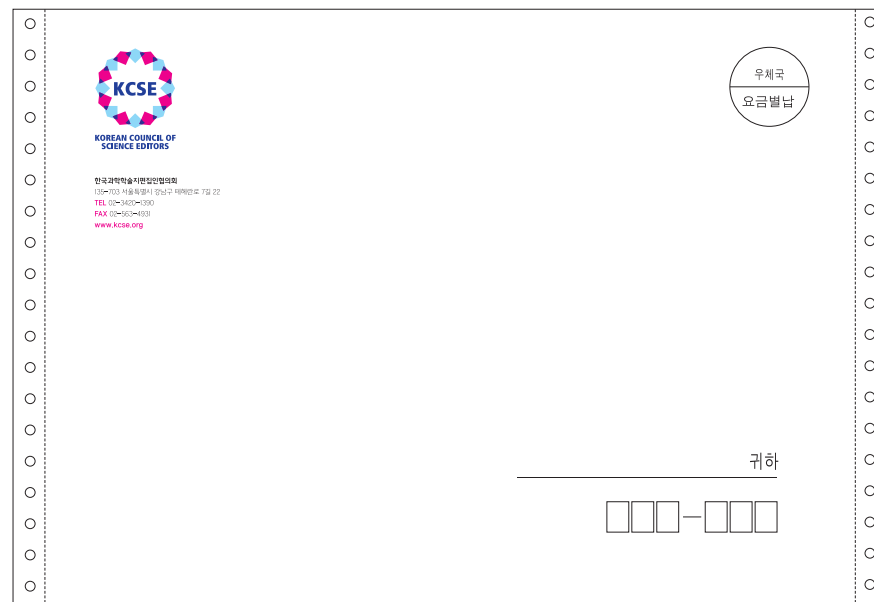 KCSE
KOREAN COUNCIL OF
SCIENCE EDITORS
한국과학학술지편집인협의회
135-703 서울특별시 강남구 테헤란로 7길 22
TEL 02-3420-1390
FAX 02-563-4931
www.kcse.org
우체국
요금별납
귀하